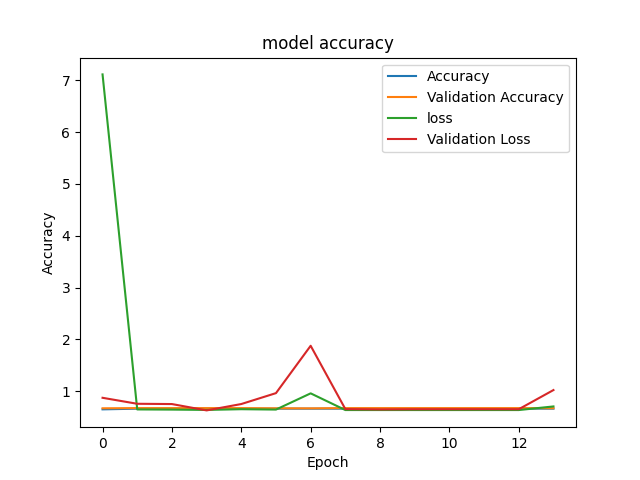 model accuracy
Accuracy
Validation Accuracy
loss
Validation Loss
7
6
5
4
3
2
1
Accuracy
0 2 4 6 8 10 12
Epoch